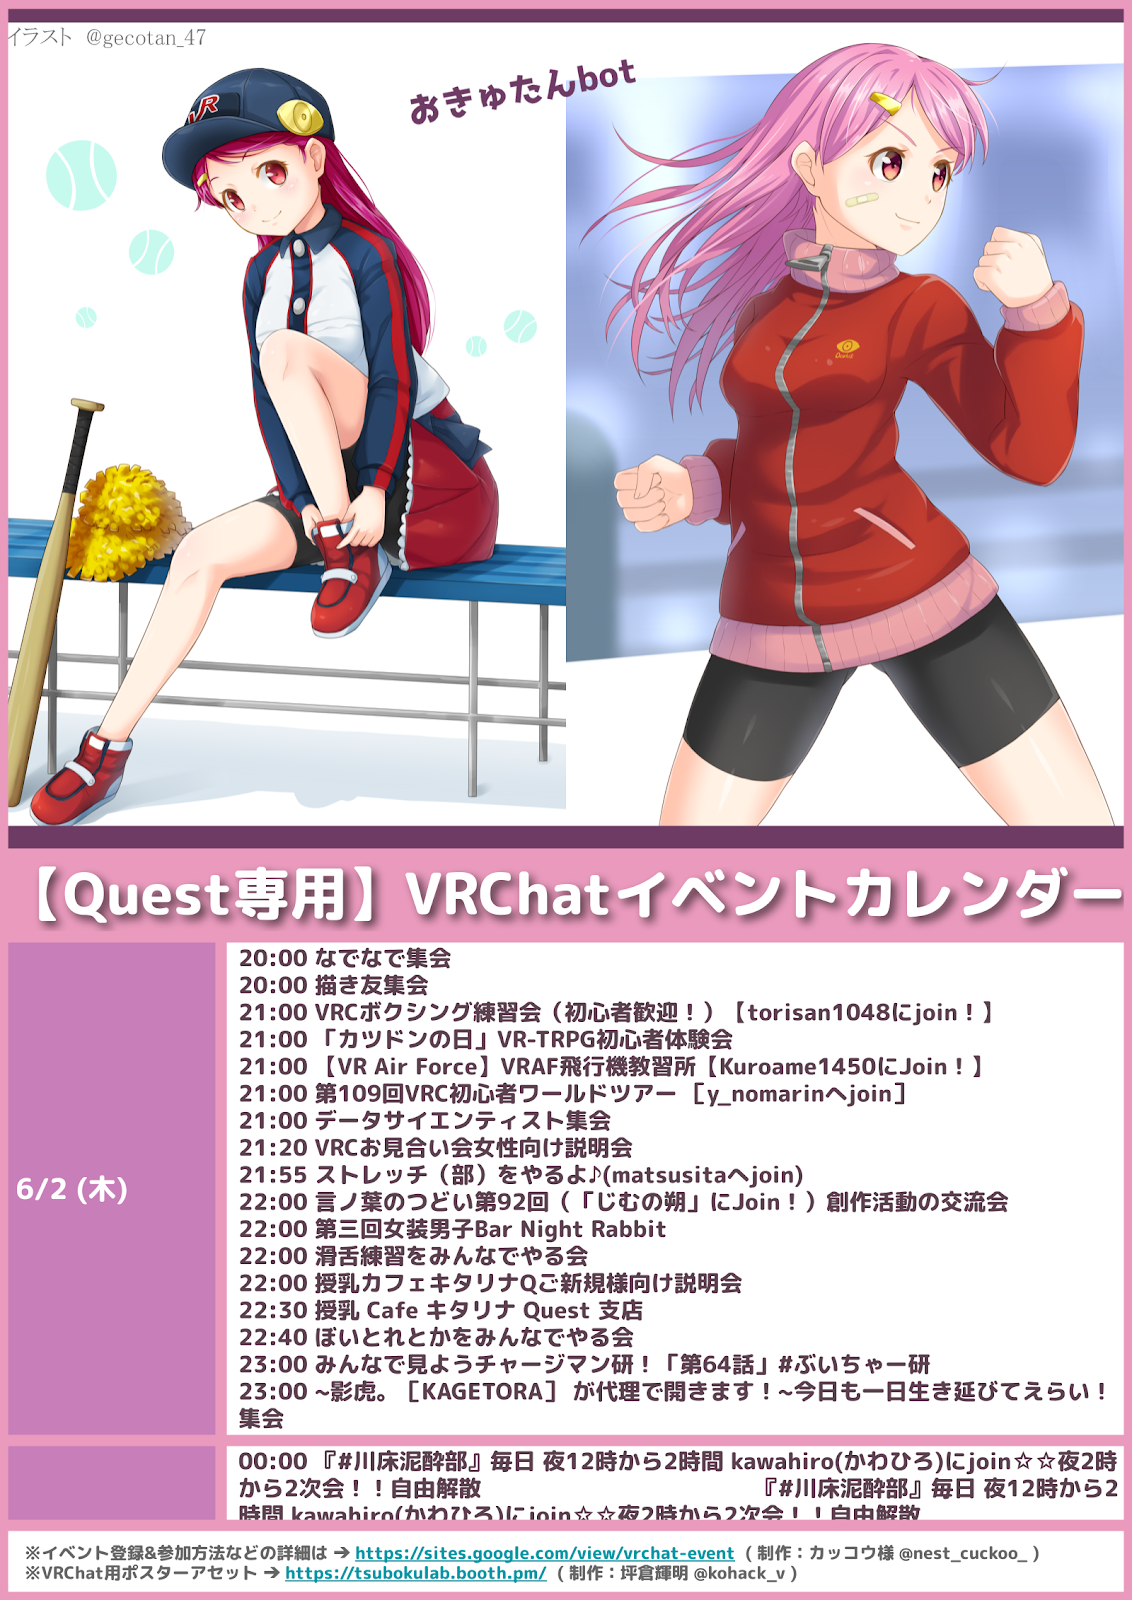 イラスト @gecotan_47
おきゅたんbot
VR
Quest
【Quest専用】VRChatイベントカレンダー
6/2 (木)
20:00 なでなで集会
20:00 描き友集会
21:00 VRCボクシング練習会（初心者歓迎！）【torisan1048にjoin！】
21:00 「カツドンの日」VR-TRPG初心者体験会
21:00 【VR Air Force】VRAF飛行機教習所【Kuroame1450にJoin！】
21:00 第109回VRC初心者ワールドツアー ［y_nomarinへjoin］
21:00 データサイエンティスト集会
21:20 VRCお見合い会女性向け説明会
21:55 ストレッチ（部）をやるよ♪(matsusitaへjoin)
22:00 言ノ葉のつどい第92回（「じむの朔」にJoin！）創作活動の交流会
22:00 第三回女装男子Bar Night Rabbit
22:00 滑舌練習をみんなでやる会
22:00 授乳カフェキタリナQご新規様向け説明会
22:30 授乳 Cafe キタリナ Quest 支店
22:40 ぼいとれとかをみんなでやる会
23:00 みんなで見ようチャージマン研！「第64話」#ぶいちゃー研
23:00 ~影虎。［KAGETORA］ が代理で開きます！~今日も一日生き延びてえらい！
集会
00:00 『#川床泥酔部』毎日 夜12時から2時間 kawahiro(かわひろ)にjoin☆☆夜2時
から2次会！！自由解散 『#川床泥酔部』毎日 夜12時から2
時間 kawahiro(かわひろ)にjoin☆☆夜2時から2次会！！自由解散
※イベント登録&参加方法などの詳細は ➔ https://sites.google.com/view/vrchat-event （ 制作：カッコウ様 @nest_cuckoo_ ）
※VRChat用ポスターアセット ➔ https://tsubokulab.booth.pm/ （ 制作：坪倉輝明 @kohack_v ）